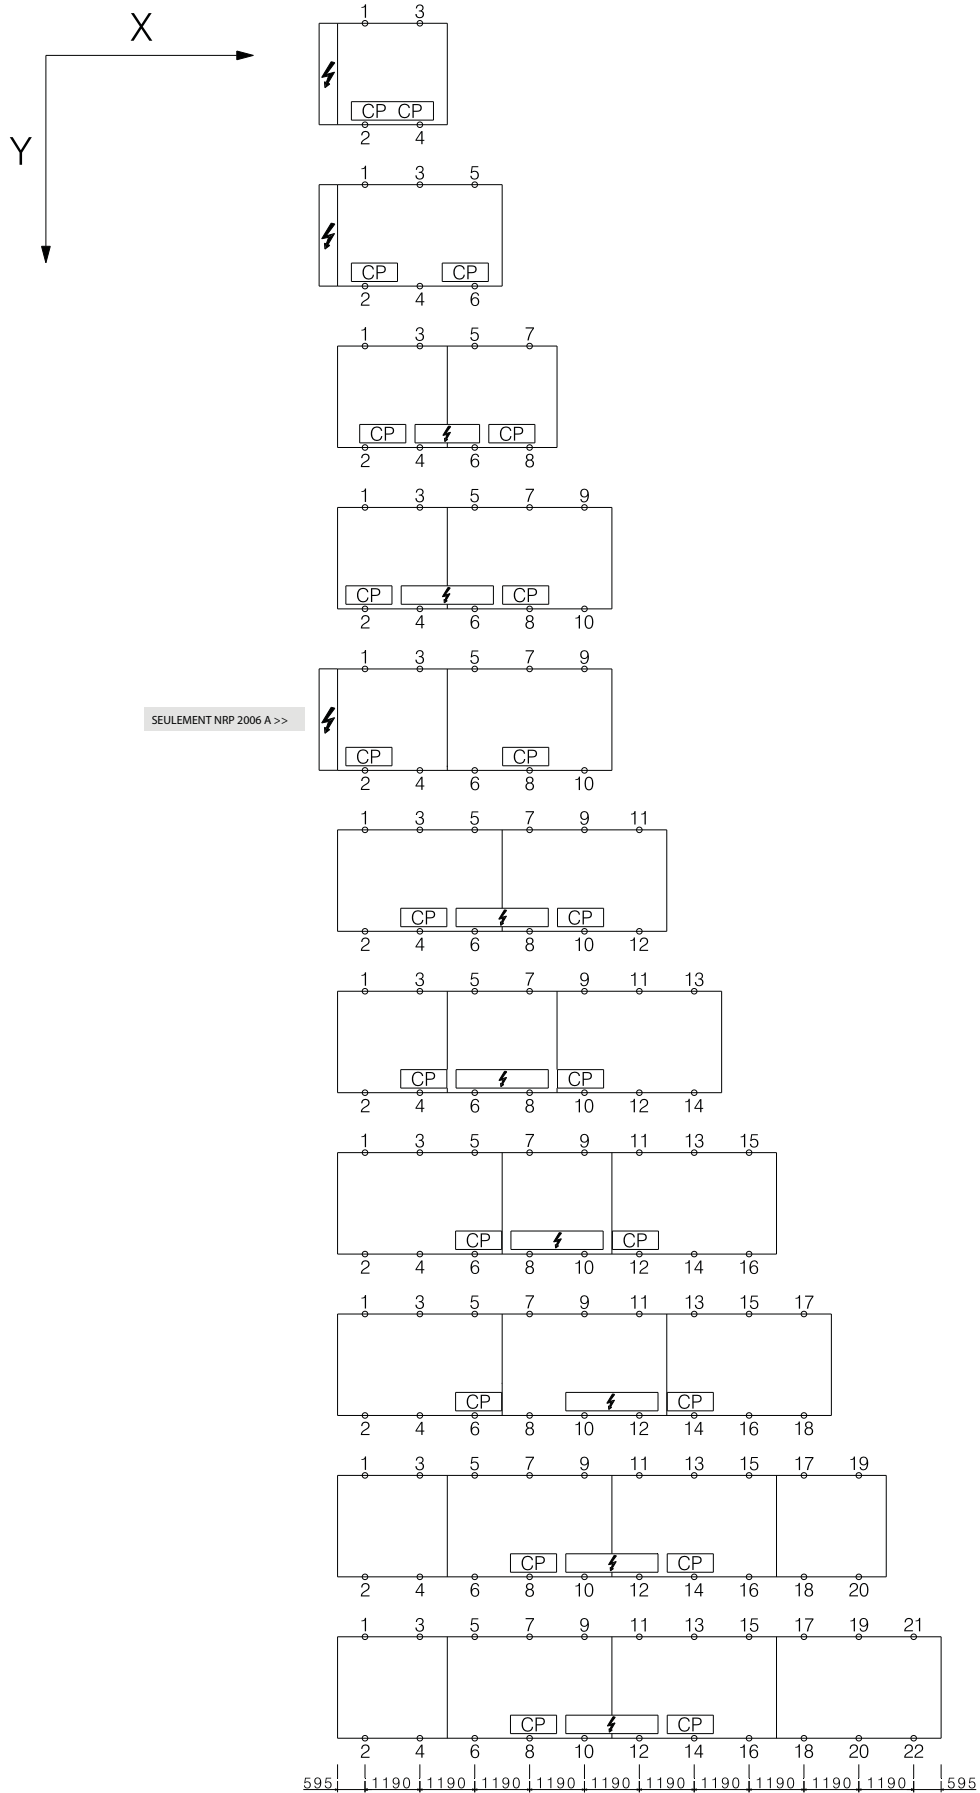 X
Y
1 3
CP CP
2 4
1 3 5
CP CP
2 4 6
1 3 5 7
CP CP
2 4 6 8
1 3 5 7 9
CP CP
2 4 6 8 10
1 3 5 7 9
SEULEMENT NRP 2006 A >>
CP CP
2 4 6 8 10
1 3 5 7 9 11
CP CP
2 4 6 8 10 12
1 3 5 7 9 11 13
CP CP
2 4 6 8 10 12 14
1 3 5 7 9 11 13 15
CP CP
2 4 6 8 10 12 14 16
1 3 5 7 9 11 13 15 17
CP CP
2 4 6 8 10 12 14 16 18
1 3 5 7 9 11 13 15 17 19
CP CP
2 4 6 8 10 12 14 16 18 20
1 3 5 7 9 11 13 15 17 19 21
CP CP
2 4 6 8 10 12 14 16 18 20 22
595 1190 1190 1190 1190 1190 1190 1190 1190 1190 1190 595